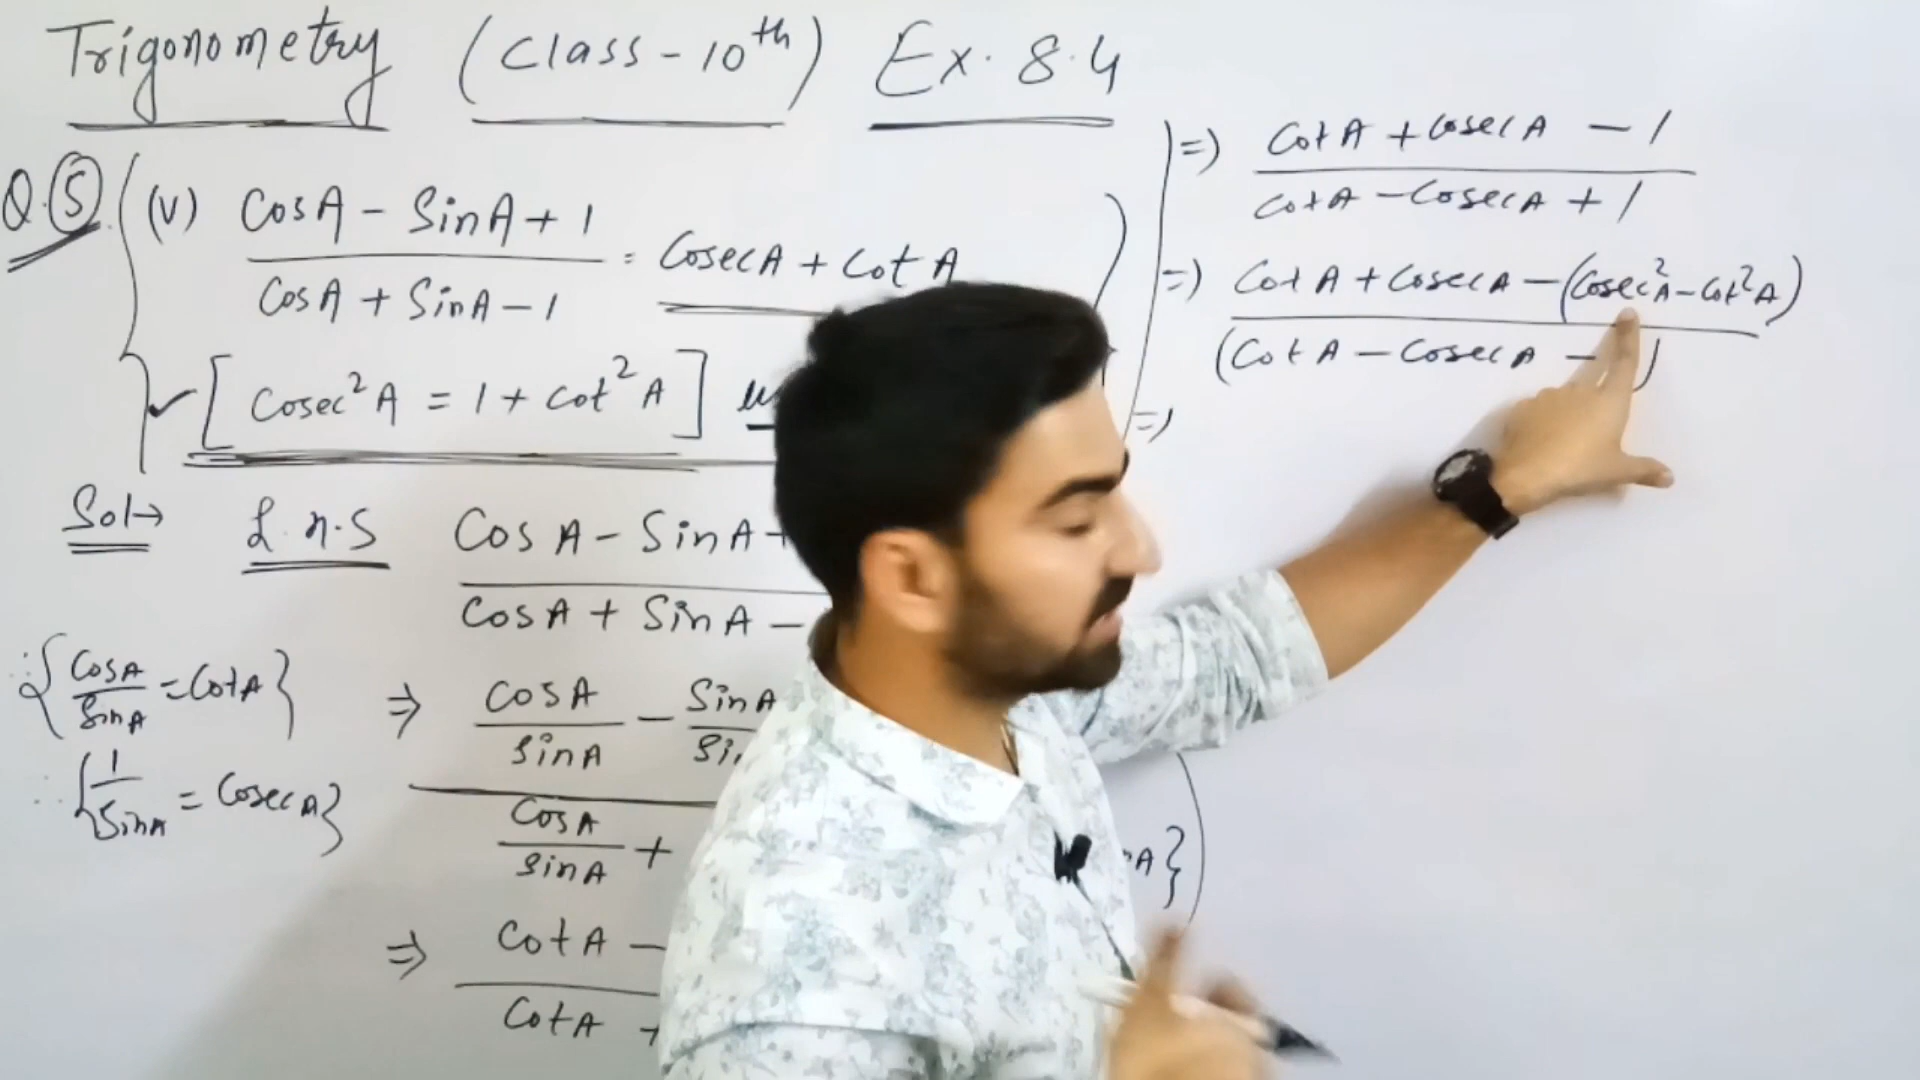 Trigonometry (Class-10th) Ex. 8.4
Q.5 (v) CosA - SinA + 1 / CosA + SinA - 1 = CosecA + Cot A
[Cosec²A = 1 + Cot²A]
Sol→ L.H.S CosA - SinA + / CosA + SinA -
{CosA / SinA = CotA}
⇒ CosA / SinA - SinA
CosA / SinA +
{1 / SinA = CosecA}
⇒ CotA - / CotA +
⇒ CotA + CosecA - 1 / CotA - CosecA + 1
⇒ CotA + CosecA - (Cosec²A - Cot²A) / (CotA - CosecA -
⇒